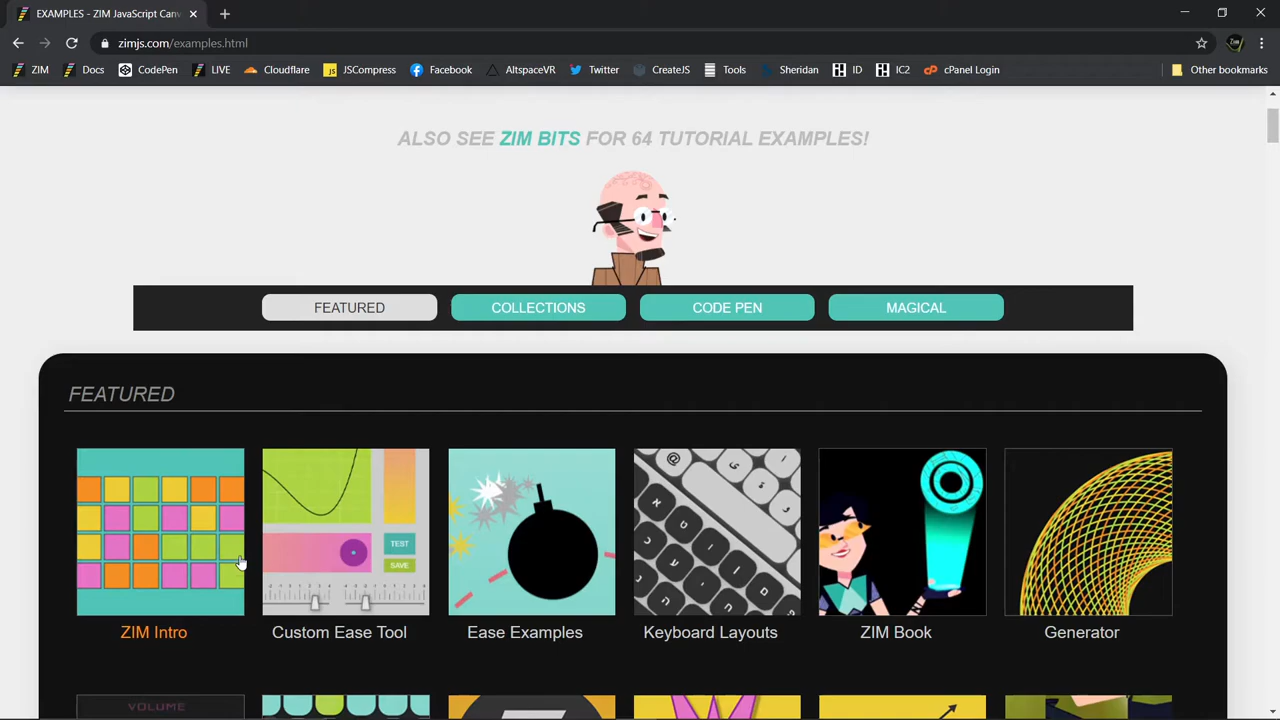 EXAMPLES - ZIM JavaScript Canv
zimjs.com/examples.html
ZIM Docs CodePen LIVE Cloudflare JSCompress Facebook AltspaceVR Twitter CreateJS Tools Sheridan ID IC2 cPanel Login Other bookmarks
ALSO SEE ZIM BITS FOR 64 TUTORIAL EXAMPLES!
FEATURED COLLECTIONS CODE PEN MAGICAL
FEATURED
TEST
SAVE
ZIM Intro Custom Ease Tool Ease Examples Keyboard Layouts ZIM Book Generator
VOLUME